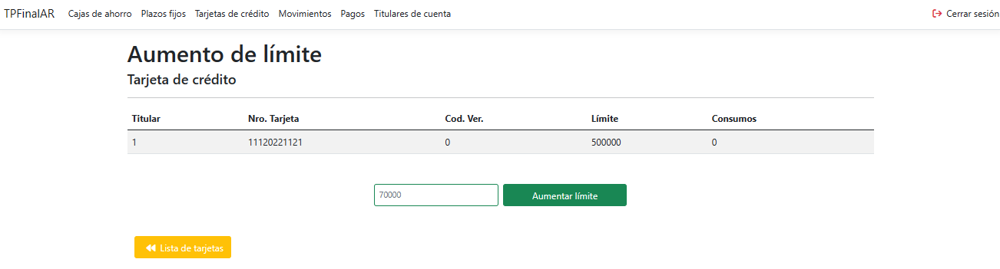 TPFinalAR Cajas de ahorro Plazos fijos Tarjetas de crédito Movimientos Pagos Titulares de cuenta Cerrar sesión
Aumento de límite
Tarjeta de crédito
Titular Nro. Tarjeta Cod. Ver. Límite Consumos
1 11120221121 0 500000 0
70000 Aumentar límite
Lista de tarjetas